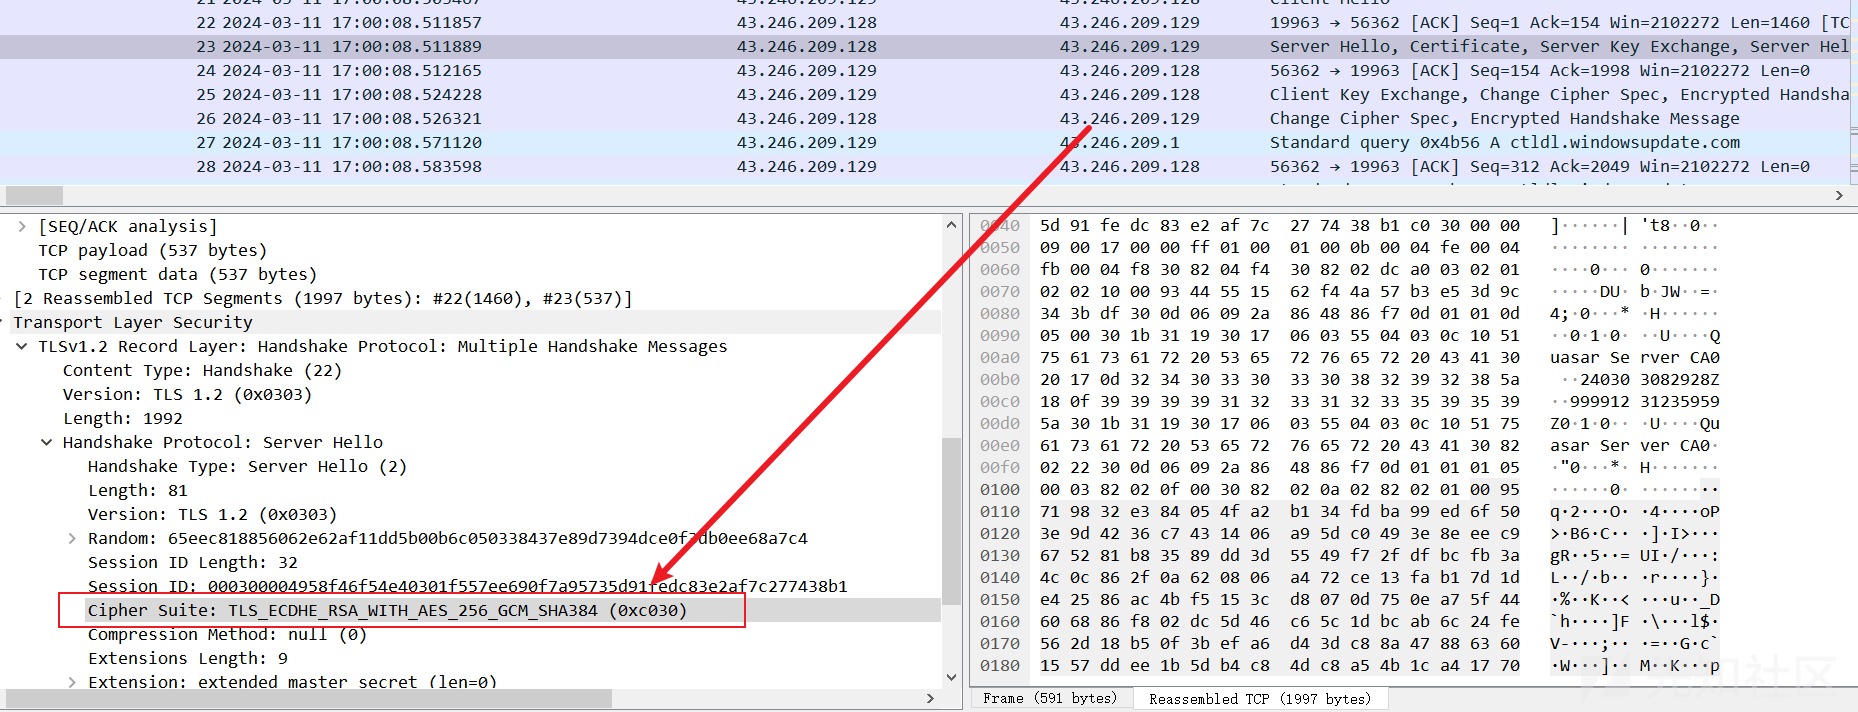 21 2024-03-11 17:00:08.505467 43.246.209.129 43.246.209.128 Client Hello
22 2024-03-11 17:00:08.511857 43.246.209.128 43.246.209.129 19963 → 56362 [ACK] Seq=1 Ack=154 Win=2102272 Len=1460 [TC
23 2024-03-11 17:00:08.511889 43.246.209.128 43.246.209.129 Server Hello, Certificate, Server Key Exchange, Server Hel
24 2024-03-11 17:00:08.512165 43.246.209.129 43.246.209.128 56362 → 19963 [ACK] Seq=154 Ack=1998 Win=2102272 Len=0
25 2024-03-11 17:00:08.524228 43.246.209.129 43.246.209.128 Client Key Exchange, Change Cipher Spec, Encrypted Handsha
26 2024-03-11 17:00:08.526321 43.246.209.128 43.246.209.129 Change Cipher Spec, Encrypted Handshake Message
27 2024-03-11 17:00:08.571120 43.246.209.129 43.246.209.1 Standard query 0x4b56 A ctldl.windowsupdate.com
28 2024-03-11 17:00:08.583598 43.246.209.129 43.246.209.128 56362 → 19963 [ACK] Seq=312 Ack=2049 Win=2102272 Len=0
[SEQ/ACK analysis]
TCP payload (537 bytes)
TCP segment data (537 bytes)
[2 Reassembled TCP Segments (1997 bytes): #22(1460), #23(537)]
Transport Layer Security
TLSv1.2 Record Layer: Handshake Protocol: Multiple Handshake Messages
Content Type: Handshake (22)
Version: TLS 1.2 (0x0303)
Length: 1992
Handshake Protocol: Server Hello
Handshake Type: Server Hello (2)
Length: 81
Version: TLS 1.2 (0x0303)
Random: 65eec818856062e62af11dd5b00b6c050338437e89d7394dce0f7db0ee68a7c4
Session ID Length: 32
Session ID: 000300004958f46f54e40301f557ee690f7a95735d91fedc83e2af7c277438b1
Cipher Suite: TLS_ECDHE_RSA_WITH_AES_256_GCM_SHA384 (0xc030)
Compression Method: null (0)
Extensions Length: 9
Extension: extended_master_secret (len=0)
0040 5d 91 fe dc 83 e2 af 7c 27 74 38 b1 c0 30 00 00 ]······| 't8··0··
0050 09 00 17 00 00 ff 01 00 01 00 0b 00 04 fe 00 04 ········ ········
0060 fb 00 04 f8 30 82 04 f4 30 82 02 dc a0 03 02 01 ····0··· 0·······
0070 02 02 10 00 93 44 55 15 62 f4 4a 57 b3 e5 3d 9c ·····DU· b·JW··=·
0080 34 3b df 30 0d 06 09 2a 86 48 86 f7 0d 01 01 0d 4;·0···* ·H······
0090 05 00 30 1b 31 19 30 17 06 03 55 04 03 0c 10 51 ··0·1·0· ··U····Q
00a0 75 61 73 61 72 20 53 65 72 76 65 72 20 43 41 30 uasar Se rver CA0
00b0 20 17 0d 32 34 30 33 30 33 30 38 32 39 32 38 5a ··24030 3082928Z
00c0 18 0f 39 39 39 39 31 32 33 31 32 33 35 39 35 39 ··999912 31235959
00d0 5a 30 1b 31 19 30 17 06 03 55 04 03 0c 10 51 75 Z0·1·0·· ·U····Qu
00e0 61 73 61 72 20 53 65 72 76 65 72 20 43 41 30 82 asar Ser ver CA0·
00f0 02 22 30 0d 06 09 2a 86 48 86 f7 0d 01 01 01 05 ·"0···*· H·······
0100 00 03 82 02 0f 00 30 82 02 0a 02 82 02 01 00 95 ······0· ········
0110 71 98 32 e3 84 05 4f a2 b1 34 fd ba 99 ed 6f 50 q·2···O· ·4····oP
0120 3e 9d 42 36 c7 43 14 06 a9 5d c0 49 3e 8e ee c9 >·B6·C·· ·]·I>···
0130 67 52 81 b8 35 89 dd 3d 55 49 f7 2f df bc fb 3a gR··5··= UI·/···:
0140 4c 0c 86 2f 0a 62 08 06 a4 72 ce 13 fa b1 7d 1d L··/·b·· ·r····}·
0150 e4 25 86 ac 4b f5 15 3c d8 07 0d 75 0e a7 5f 44 ·%··K··< ···u··_D
0160 60 68 86 f8 02 dc 5d 46 c6 5c 1d bc ab 6c 24 fe `h····]F ·\···l$·
0170 56 2d 18 b5 0f 3b ef a6 d4 3d c8 8a 47 88 63 60 V-···;·· ·=··G·c`
0180 15 57 dd ee 1b 5d b4 c8 4d c8 a5 4b 1c a4 17 70 ·W···]·· M··K···p
Frame (591 bytes)
Reassembled TCP (1997 bytes)
先知社区